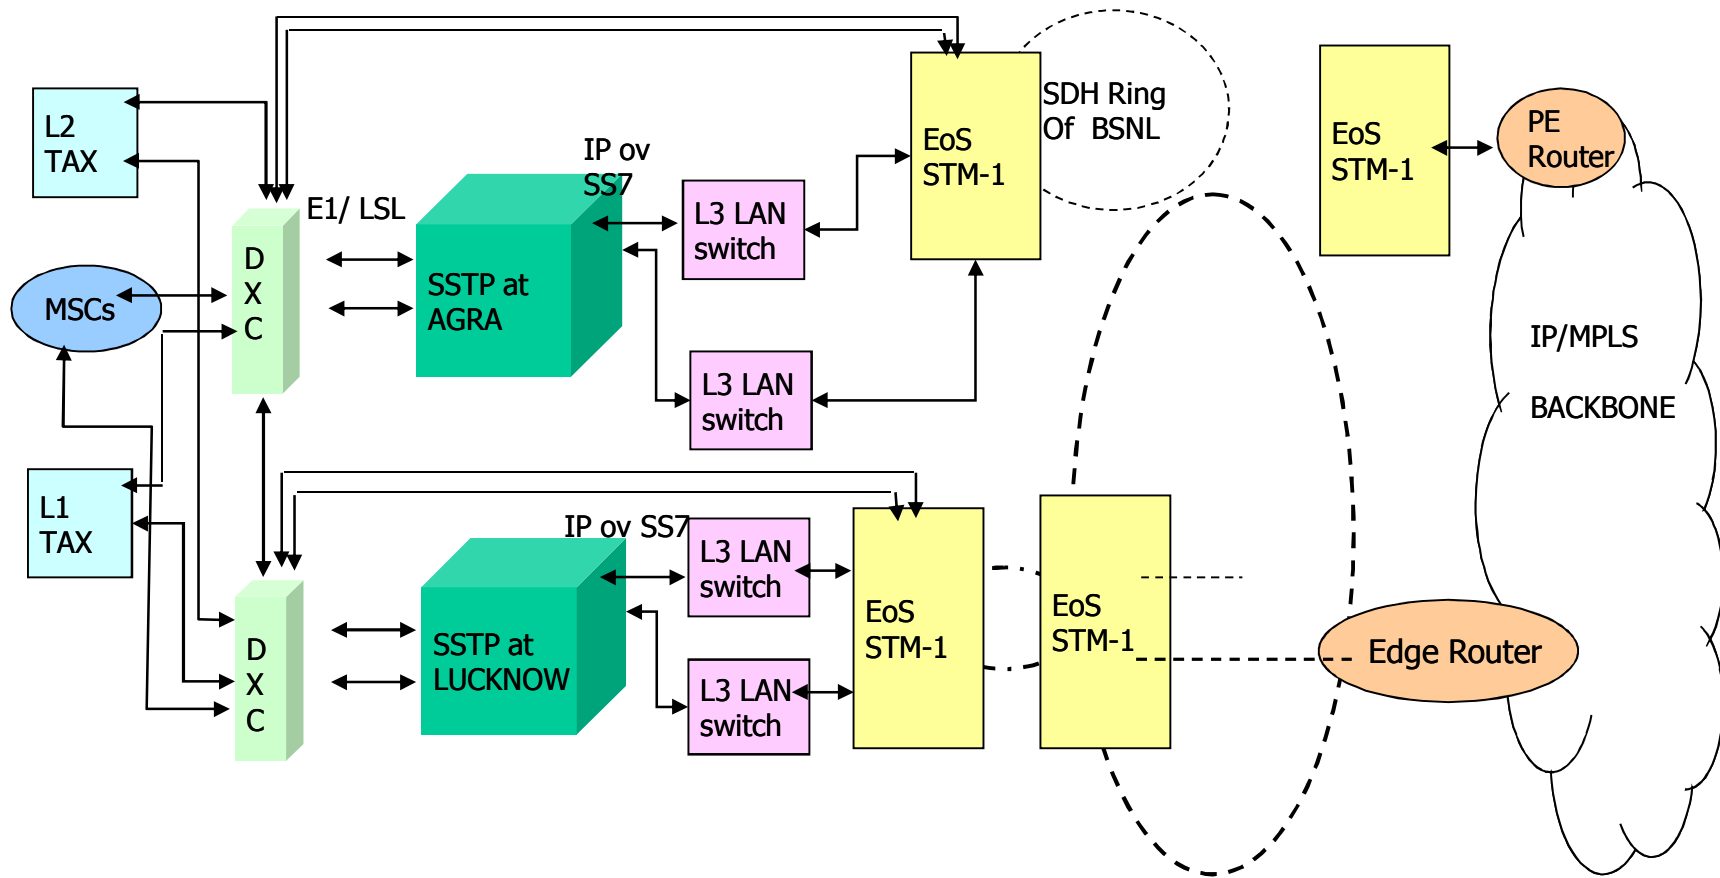 L2
TAX
MSCs
L1
TAX
D
X
C
E1/ LSL
IP ov
SS7
SSTP at
AGRA
L3 LAN
switch
L3 LAN
switch
EoS
STM-1
SDH Ring
Of BSNL
EoS
STM-1
PE
Router
IP/MPLS
BACKBONE
D
X
C
IP ov SS7
SSTP at
LUCKNOW
L3 LAN
switch
L3 LAN
switch
EoS
STM-1
EoS
STM-1
Edge Router